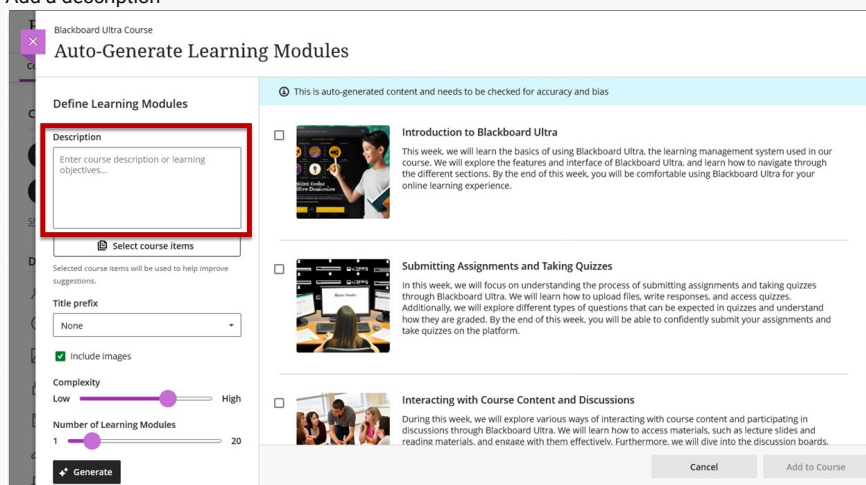 Add a description
Blackboard Ultra Course
Auto-Generate Learning Modules
Define Learning Modules
Description
Enter course description or learning
objectives...
Select course items
Selected course items will be used to help improve
suggestions.
Title prefix
None
Include images
Complexity
Low
High
Number of Learning Modules
1
20
Generate
This is auto-generated content and needs to be checked for accuracy and bias
Introduction to Blackboard Ultra
This week, we will learn the basics of using Blackboard Ultra, the learning management system used in our
course. We will explore the features and interface of Blackboard Ultra, and learn how to navigate through
the different sections. By the end of this week, you will be comfortable using Blackboard Ultra for your
online learning experience.
Submitting Assignments and Taking Quizzes
In this week, we will focus on understanding the process of submitting assignments and taking quizzes
through Blackboard Ultra. We will learn how to upload files, write responses, and access quizzes.
Additionally, we will explore different types of questions that can be expected in quizzes and understand
how they are graded. By the end of this week, you will be able to confidently submit your assignments and
take quizzes on the platform.
Interacting with Course Content and Discussions
During this week, we will explore various ways of interacting with course content and participating in
discussions through Blackboard Ultra. We will learn how to access materials, such as lecture slides and
reading materials, and engage with them effectively. Furthermore, we will dive into the discussion boards,
Cancel
Add to Course